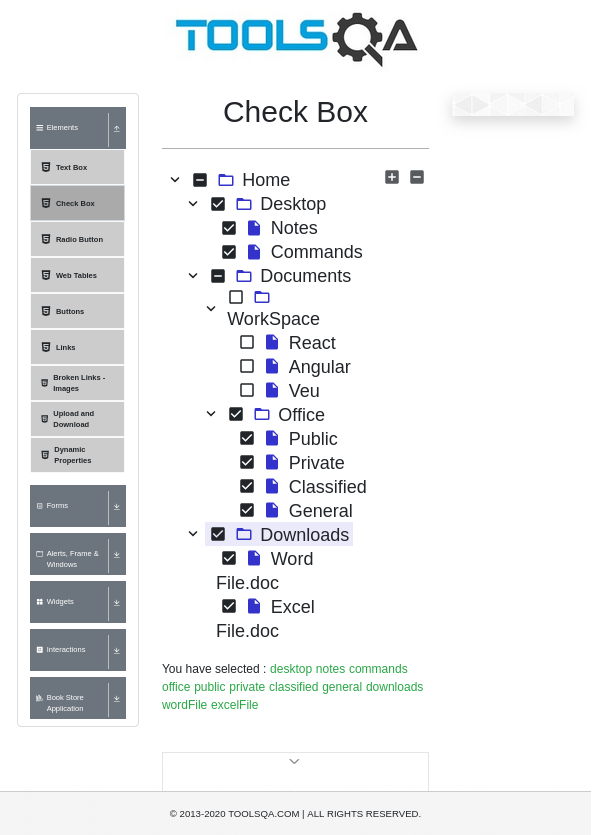 TOOLSQA
Elements
Text Box
Check Box
Radio Button
Web Tables
Buttons
Links
Broken Links -
Images
Upload and
Download
Dynamic
Properties
Forms
Alerts, Frame &
Windows
Widgets
Interactions
Book Store
Application
Check Box
Home
Desktop
Notes
Commands
Documents
WorkSpace
React
Angular
Veu
Office
Public
Private
Classified
General
Downloads
Word
File.doc
Excel
File.doc
You have selected : desktop notes commands
office public private classified general downloads
wordFile excelFile
© 2013-2020 TOOLSQA.COM | ALL RIGHTS RESERVED.